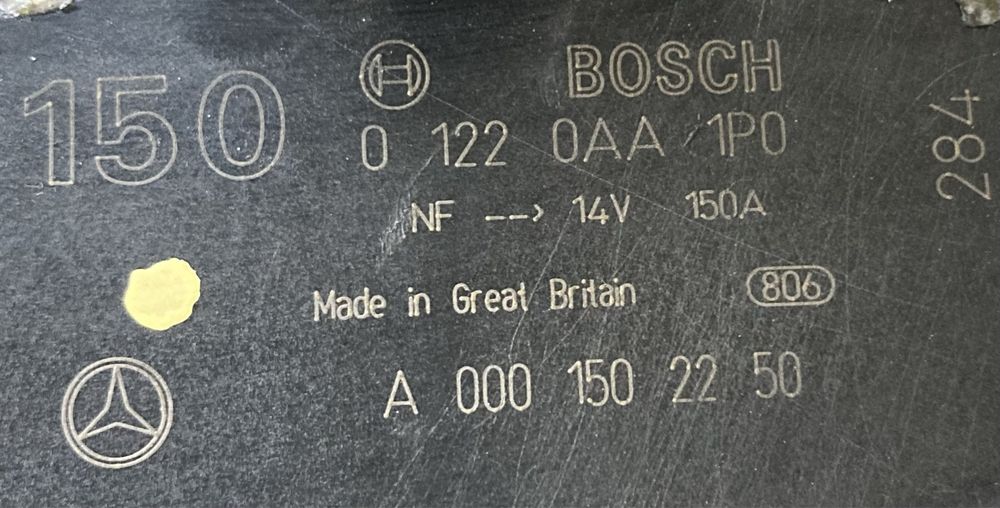 150
BOSCH
0 122 0AA 1P0
NF --> 14V 150A
284
Made in Great Britain 806
A 000 150 22 50